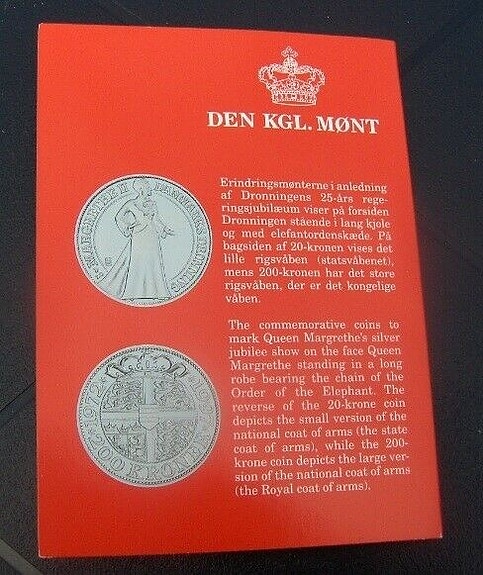 DEN KGL. MØNT
Erindringsmønterne i anledning
af Dronningens 25-års rege-
ringsjubilæum viser på forsiden
Dronningen stående i lang kjole
og med elefantordenskæde. På
bagsiden af 20-kronen vises det
lille rigsvåben (statsvåbenet),
mens 200-kronen har det store
rigsvåben, der er det kongelige
våben.
The commemorative coins to
mark Queen Margrethe's silver
jubilee show on the face Queen
Margrethe standing in a long
robe bearing the chain of the
Order of the Elephant. The
reverse of the 20-krone coin
depicts the small version of the
national coat of arms (the state
coat of arms), while the 200-
krone coin depicts the large ver-
sion of the national coat of arms
(the Royal coat of arms).
MARGRETHE II DANMARKS DRONNING
200 KRONER